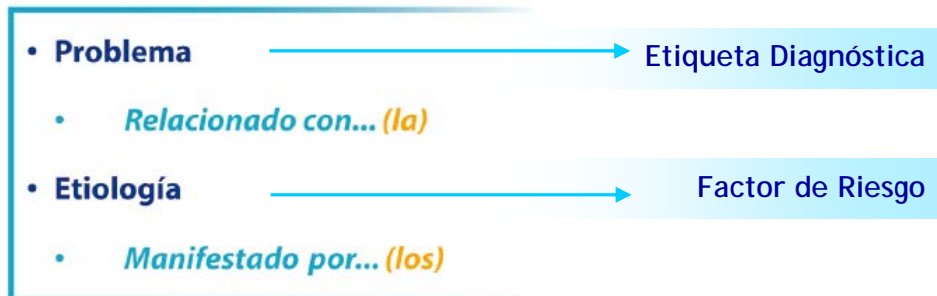 • Problema
Etiqueta Diagnóstica
• Relacionado con... (la)
• Etiología
Factor de Riesgo
• Manifestado por... (los)